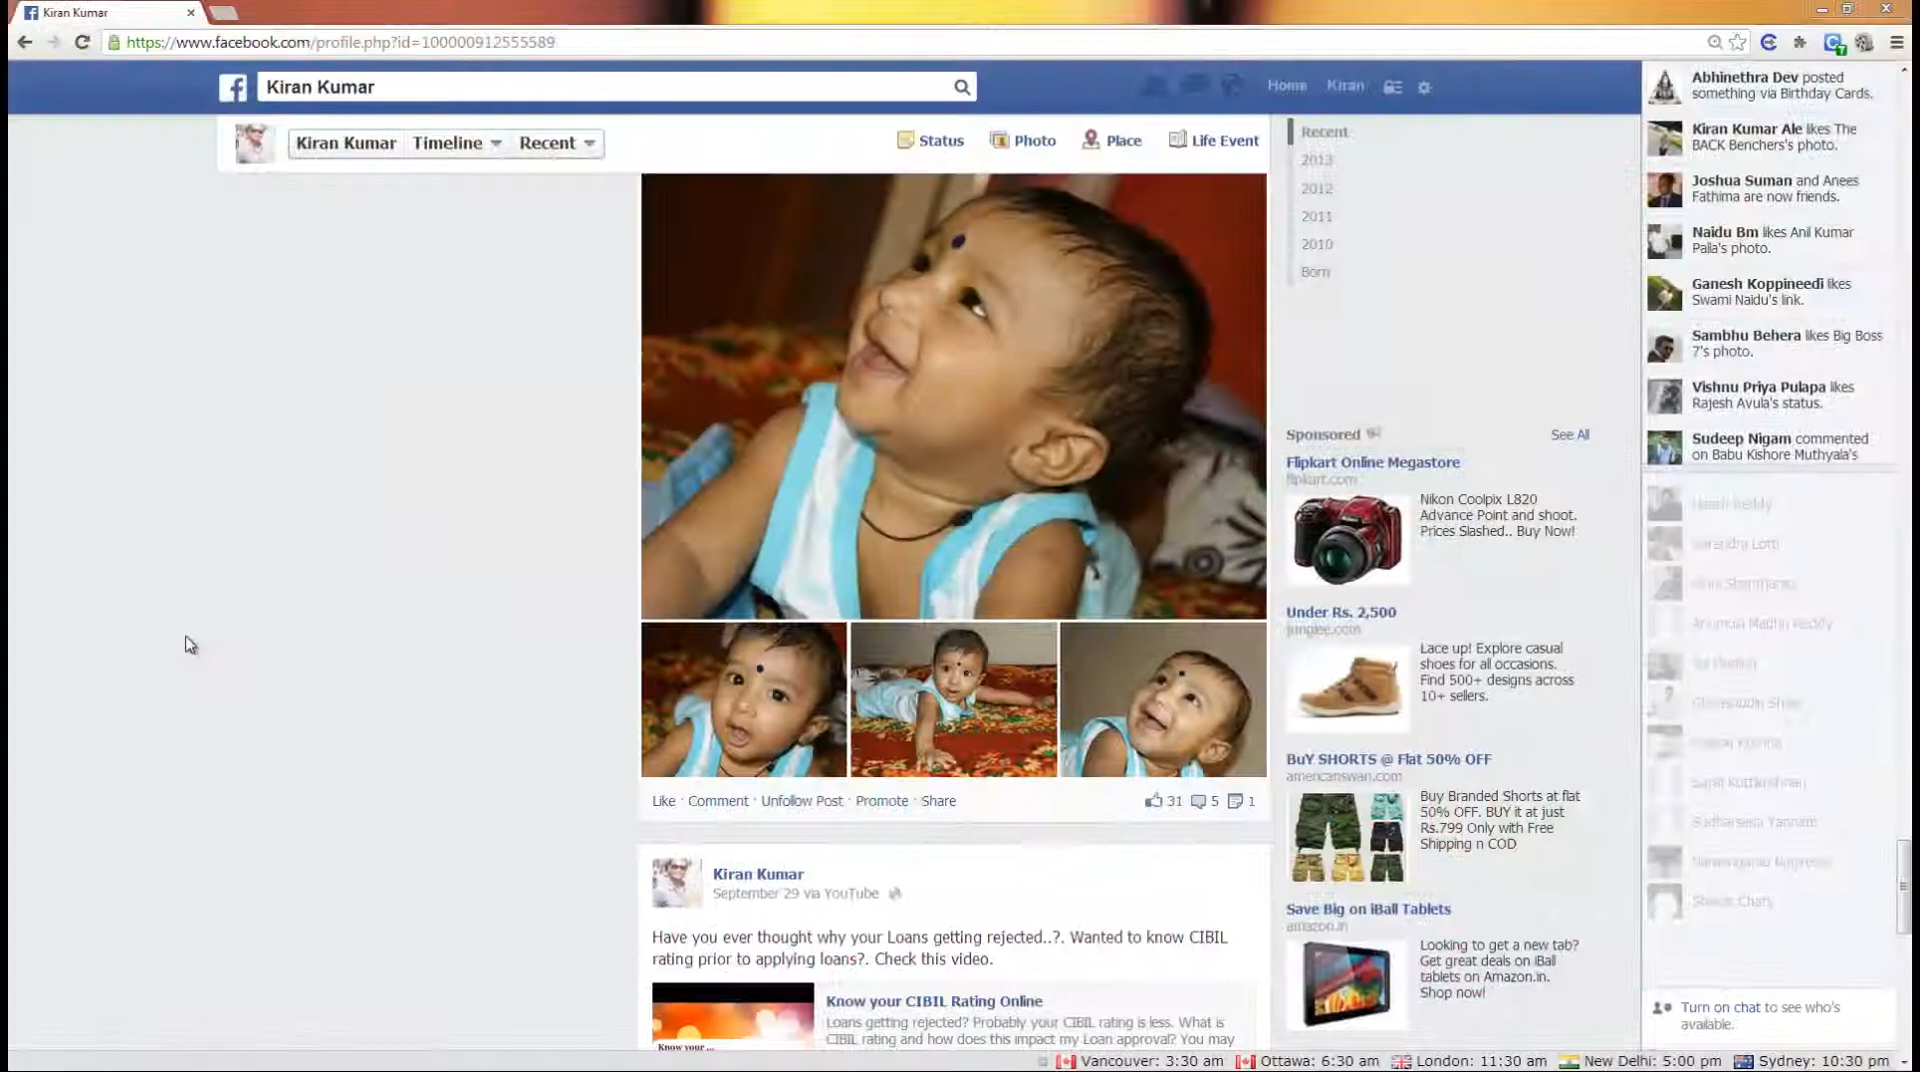 Kiran Kumar
https://www.facebook.com/profile.php?id=100000912555589
Kiran Kumar
Home Kiran
Kiran Kumar Timeline Recent
Status Photo Place Life Event
Recent
2013
2012
2011
2010
Born
Like · Comment · Unfollow Post · Promote · Share
31 5 1
Kiran Kumar
September 29 via YouTube
Have you ever thought why your Loans getting rejected..?. Wanted to know CIBIL
rating prior to applying loans?. Check this video.
Know your ...
Know your CIBIL Rating Online
Loans getting rejected? Probably your CIBIL rating is less. What is
CIBIL rating and how does this impact my Loan approval? You may
Sponsored See All
Flipkart Online Megastore
flipkart.com
Nikon Coolpix L820
Advance Point and shoot.
Prices Slashed.. Buy Now!
Under Rs. 2,500
junglee.com
Lace up! Explore casual
shoes for all occasions.
Find 500+ designs across
10+ sellers.
BuY SHORTS @ Flat 50% OFF
americanswan.com
Buy Branded Shorts at flat
50% OFF. BUY it at just
Rs.799 Only with Free
Shipping n COD
Save Big on iBall Tablets
amazon.in
Looking to get a new tab?
Get great deals on iBall
tablets on Amazon.in.
Shop now!
Abhinethra Dev posted
something via Birthday Cards.
Kiran Kumar Ale likes The
BACK Benchers's photo.
Joshua Suman and Anees
Fathima are now friends.
Naidu Bm likes Anil Kumar
Palla's photo.
Ganesh Koppineedi likes
Swami Naidu's link.
Sambhu Behera likes Big Boss
7's photo.
Vishnu Priya Pulapa likes
Rajesh Avula's status.
Sudeep Nigam commented
on Babu Kishore Muthyala's
Turn on chat to see who's
available.
Vancouver: 3:30 am Ottawa: 6:30 am London: 11:30 am New Delhi: 5:00 pm Sydney: 10:30 pm